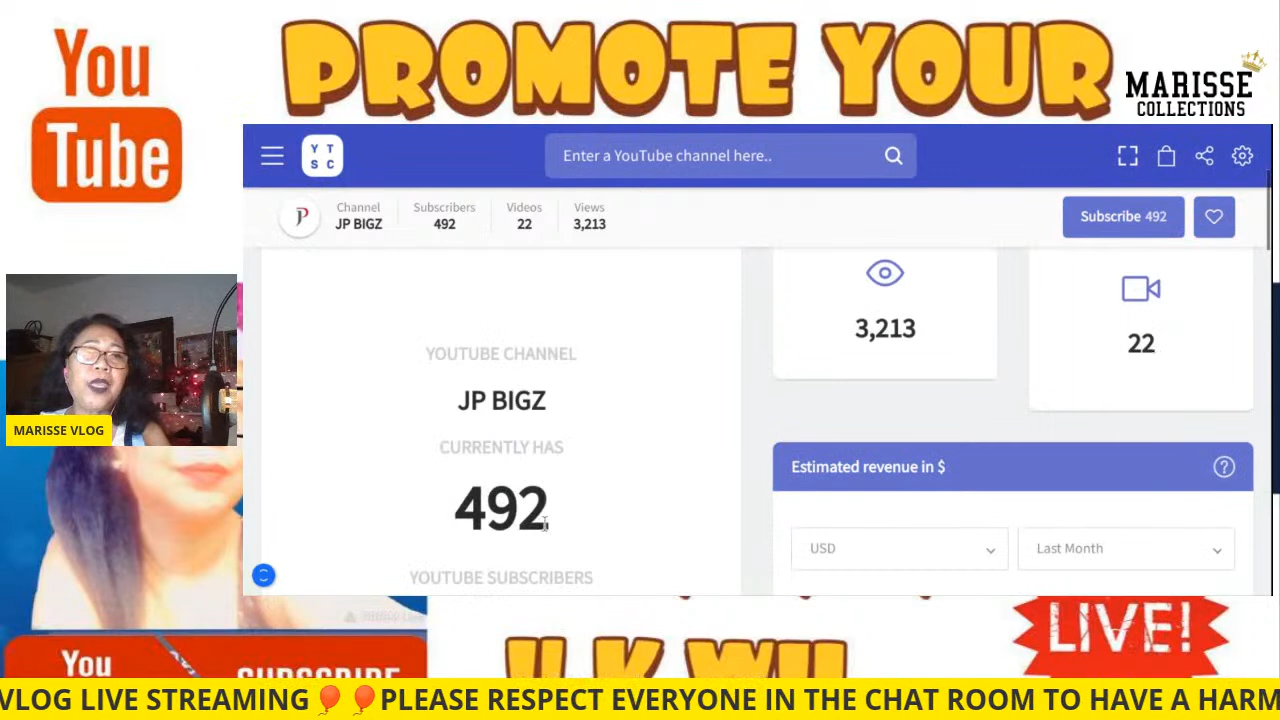 You
Tube
PROMOTE YOUR
MARISSE
COLLECTIONS
Y T
S C
Enter a YouTube channel here..
Channel
JP BIGZ
Subscribers
492
Videos
22
Views
3,213
Subscribe 492
3,213
22
YOUTUBE CHANNEL
JP BIGZ
CURRENTLY HAS
492
YOUTUBE SUBSCRIBERS
Estimated revenue in $
?
USD
Last Month
MARISSE VLOG
LIVE!
You
SUBSCRIBE
VLOG LIVE STREAMING🎈🎈PLEASE RESPECT EVERYONE IN THE CHAT ROOM TO HAVE A HARM